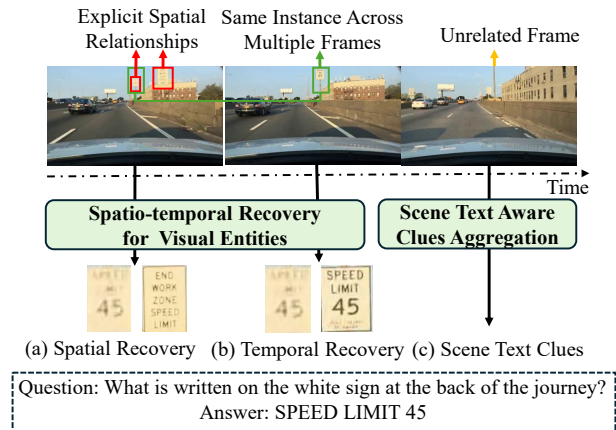 Explicit Spatial
Relationships
Same Instance Across
Multiple Frames
Unrelated Frame
Time
Spatio-temporal Recovery
for Visual Entities
Scene Text Aware
Clues Aggregation
45
END
WORK
ZONE
SPEED
LIMIT
45
SPEED
LIMIT
45
(a) Spatial Recovery
(b) Temporal Recovery
(c) Scene Text Clues
Question: What is written on the white sign at the back of the journey?
Answer: SPEED LIMIT 45